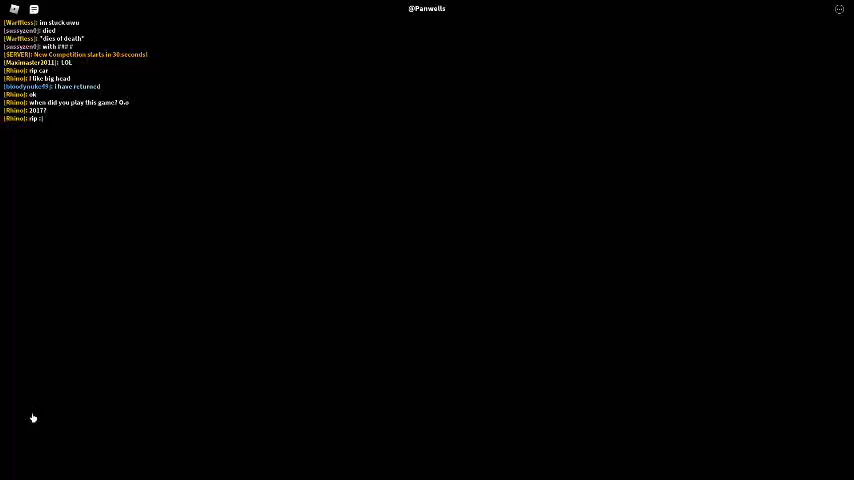 @Panwells
[Warffless]: im stuck uwu
[sassyzen0]: died
[Warffless]: *dies of death*
[sassyzen0]: with ####
[SERVER]: New Competition starts in 30 seconds!
[Maximaster2011]: LOL
[Rhino]: rip car
[Rhino]: I like big head
[bloodynuke49]: i have returned
[Rhino]: ok
[Rhino]: when did you play this game? O.o
[Rhino]: 2017?
[Rhino]: rip :|